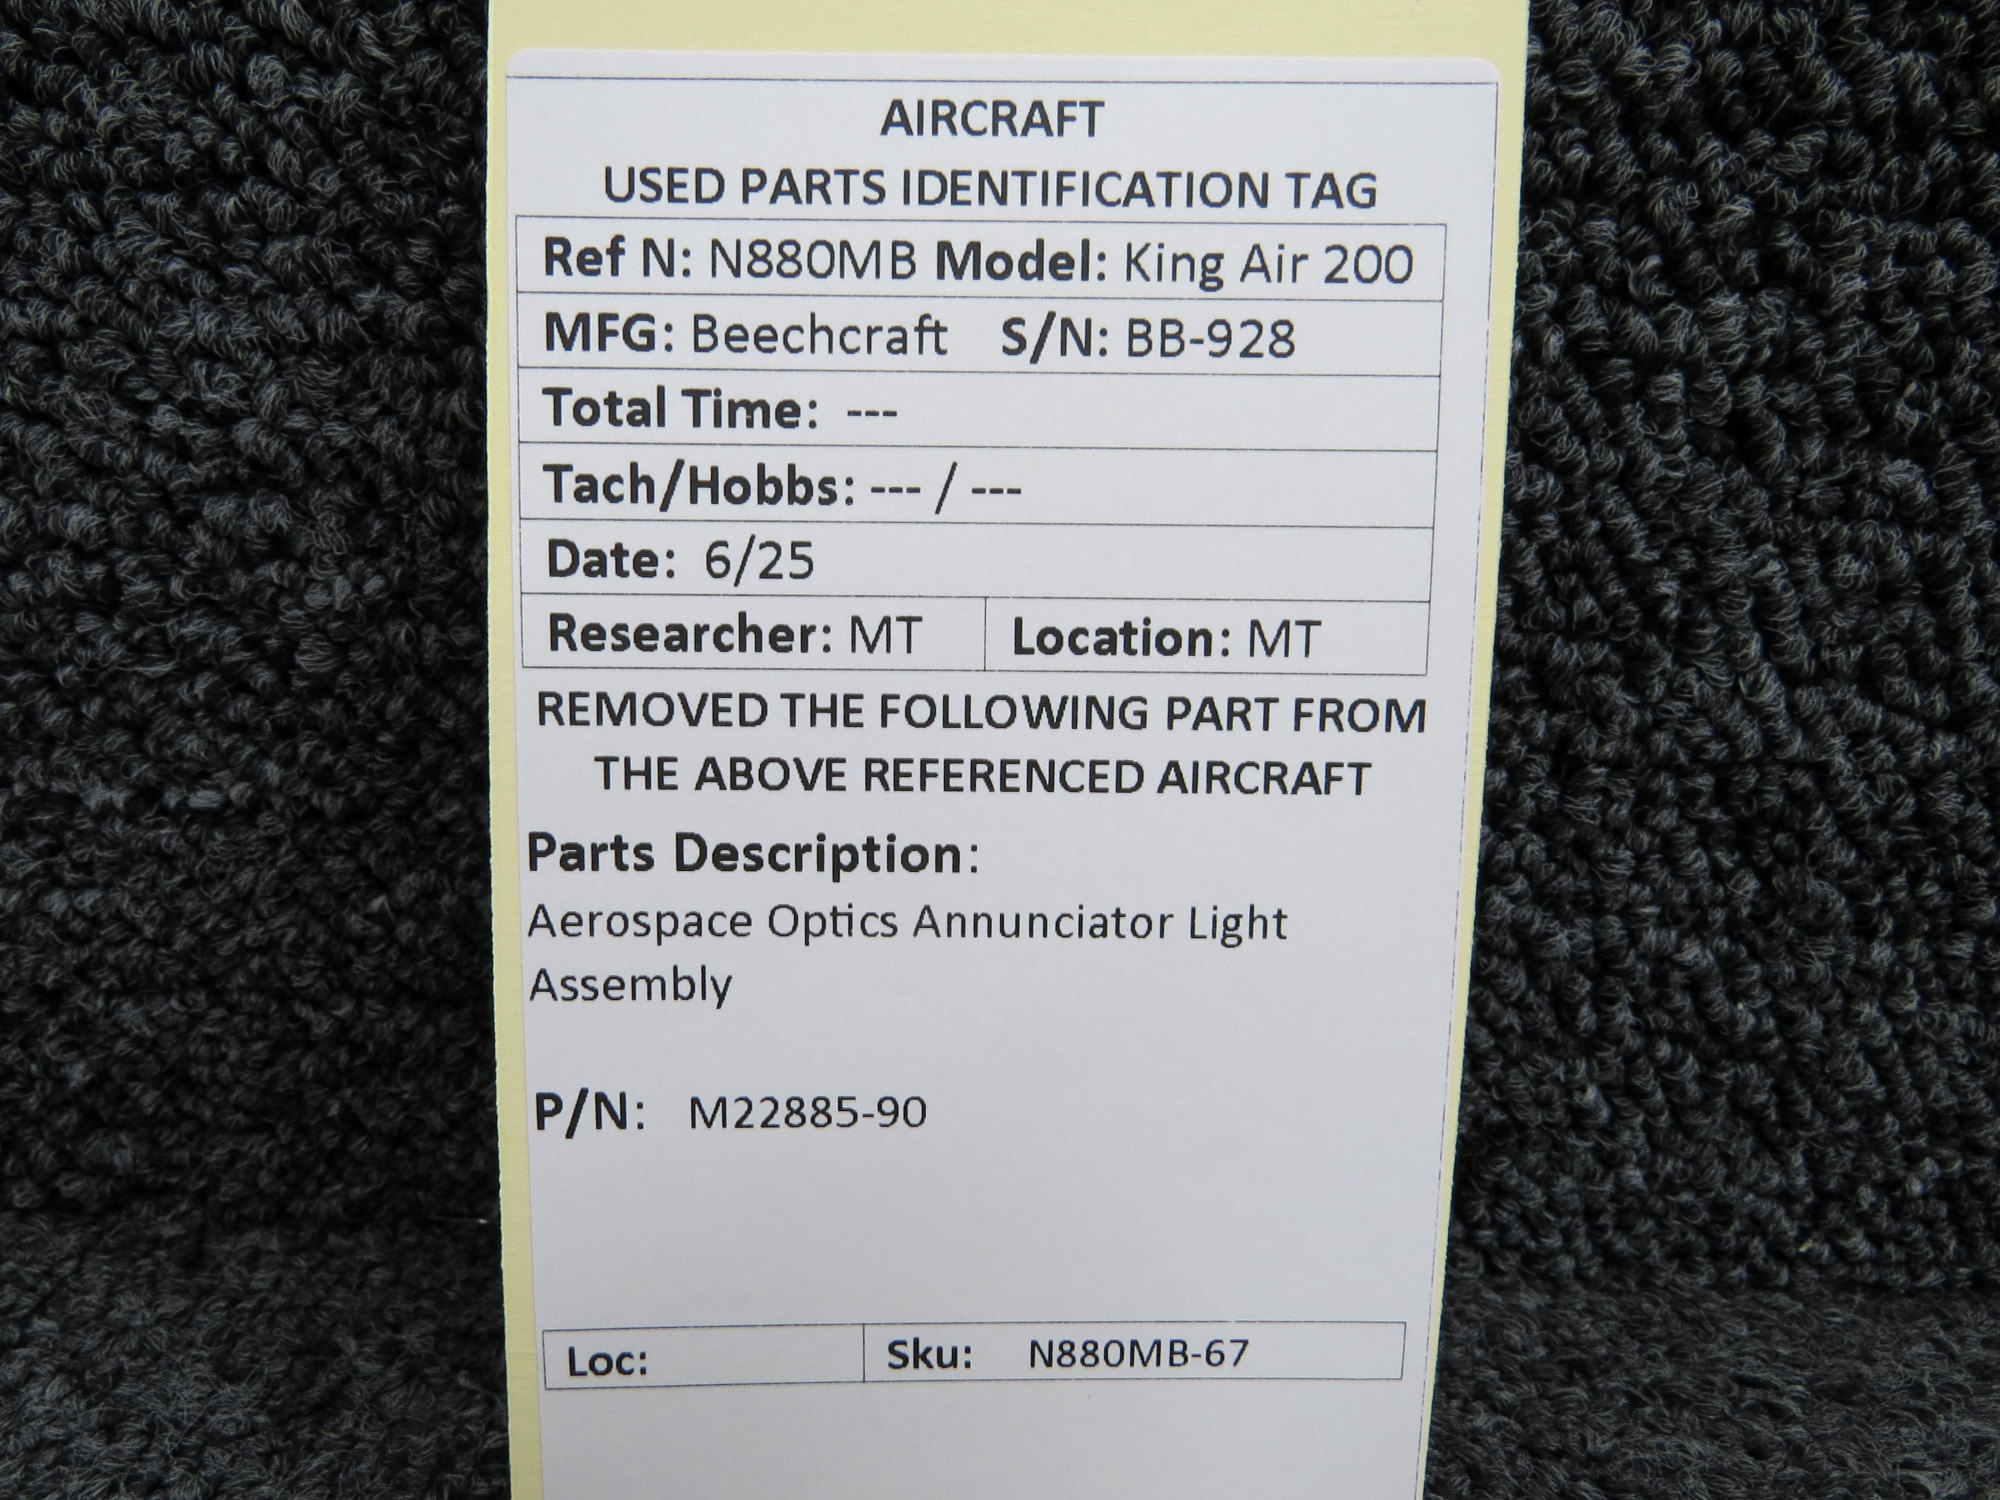 AIRCRAFT
USED PARTS IDENTIFICATION TAG
Ref N: N880MB Model: King Air 200
MFG: Beechcraft S/N: BB-928
Total Time: ---
Tach/Hobbs: --- / ---
Date: 6/25
Researcher: MT Location: MT
REMOVED THE FOLLOWING PART FROM
THE ABOVE REFERENCED AIRCRAFT
Parts Description:
Aerospace Optics Annunciator Light
Assembly
P/N: M22885-90
Loc: Sku: N880MB-67